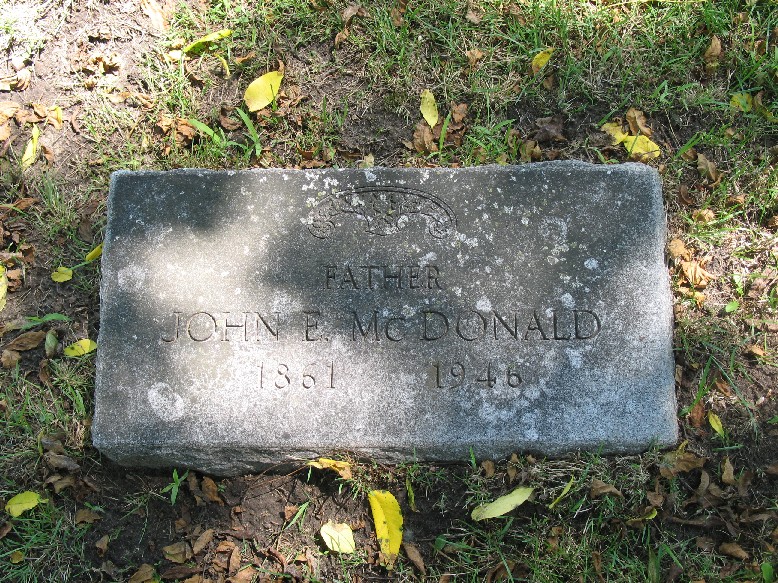 FATHER
JOHN E. McDONALD
1861 1946